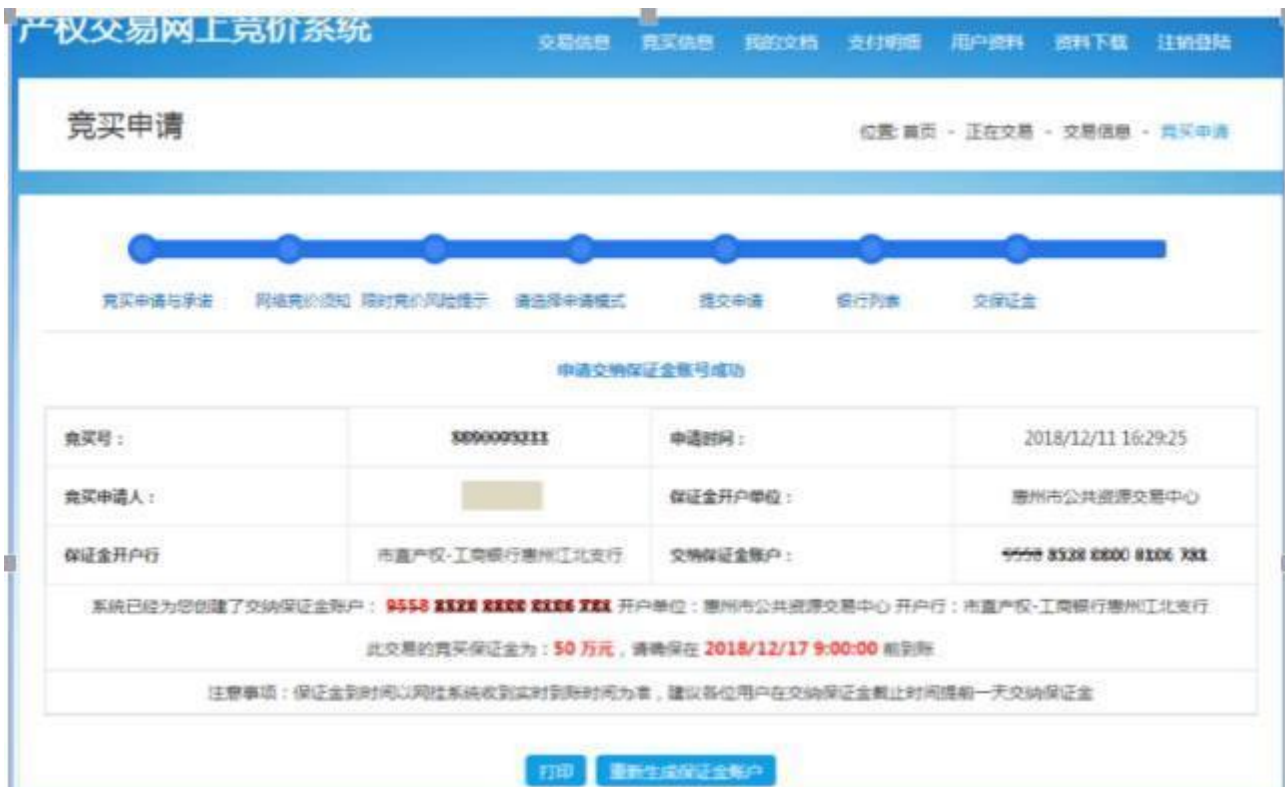 产权交易网上竞价系统
交易信息 竞买信息 我的文档 支付明细 用户资料 资料下载 注销登陆
竞买申请
位置: 首页 - 正在交易 - 交易信息 - 竞买申请
竞买申请与承诺 网络竞价须知 限时竞价风险提示 请选择申请模式 提交申请 银行列表 交保证金
申请交纳保证金账号成功
竞买号： 申请时间： 2018/12/11 16:29:25
竞买申请人： 保证金开户单位： 惠州市公共资源交易中心
保证金开户行 市直产权-工商银行惠州江北支行 交纳保证金账户： 9558
系统已经为您创建了交纳保证金账户： 9558 开户单位：惠州市公共资源交易中心 开户行：市直产权-工商银行惠州江北支行
此交易的竞买保证金为：50 万元，请确保在 2018/12/17 9:00:00 前到账
注意事项：保证金到时间以网挂系统收到实时到账时间为准，建议各位用户在交纳保证金截止时间提前一天交纳保证金
打印 重新生成保证金账户